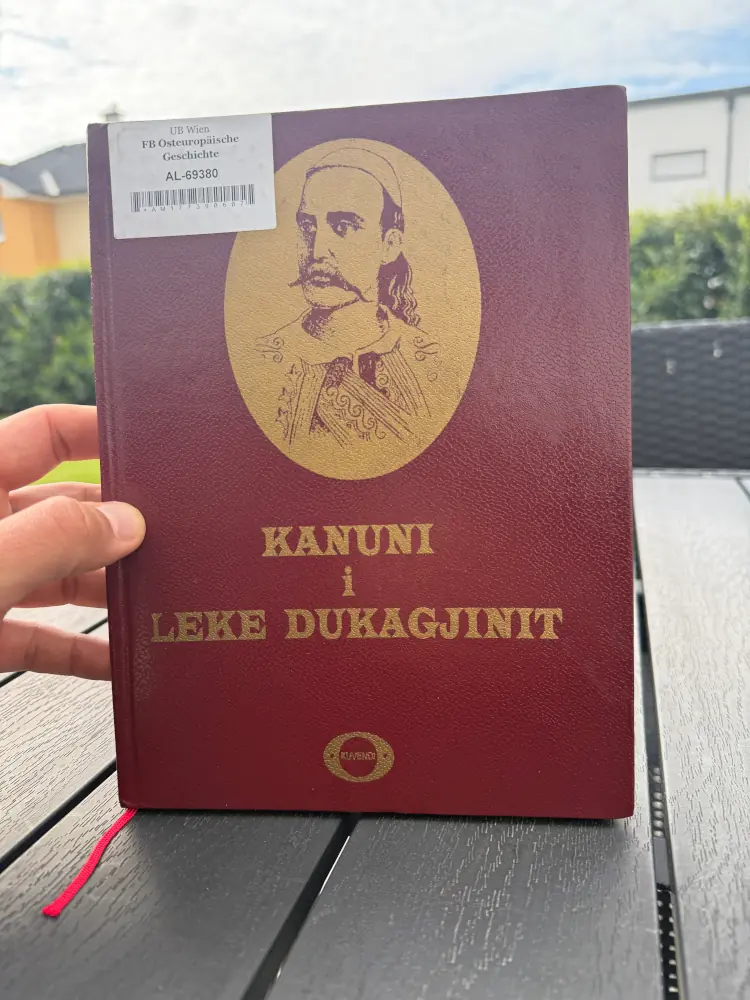 UB Wien
FB Osteuropäische
Geschichte
AL-69380
KANUNI
i
LEKE DUKAGJINIT
KUVENDI